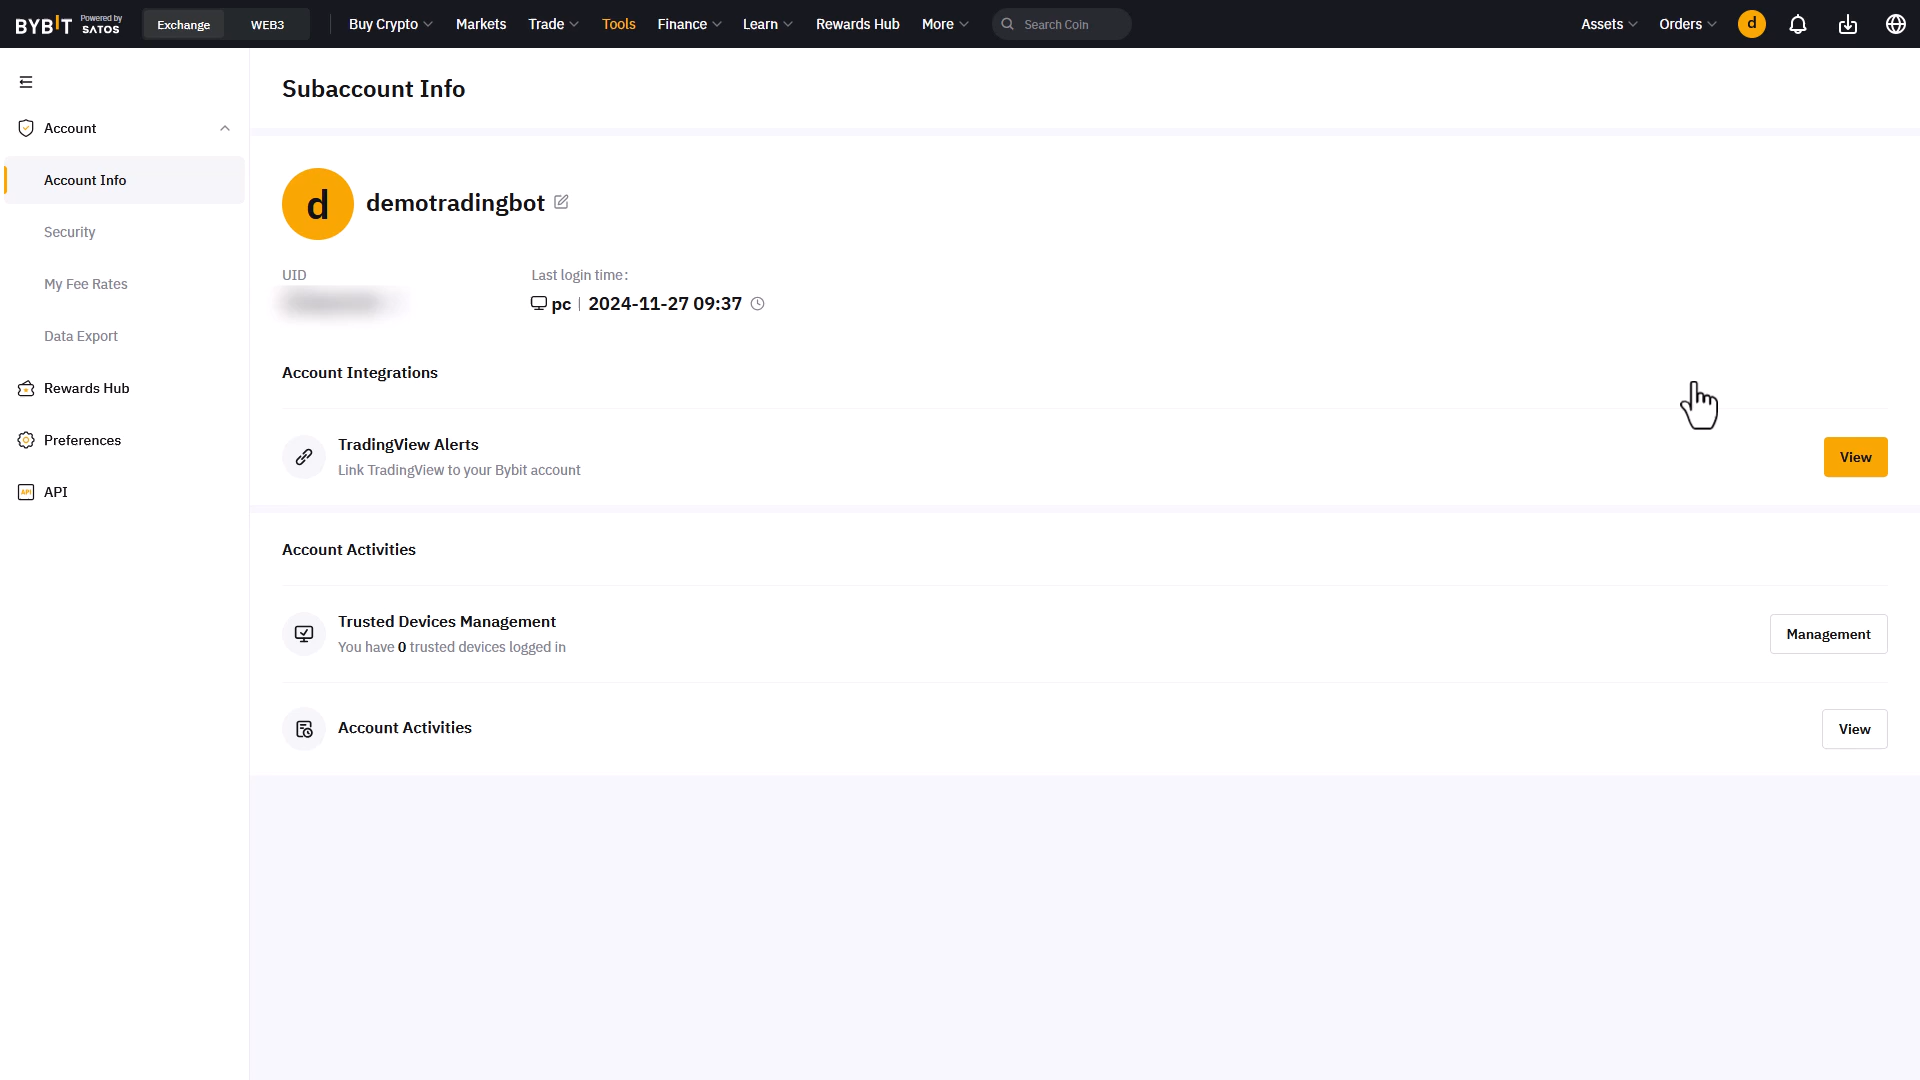 BYBIT Powered by SATOS Exchange WEB3 Buy Crypto Markets Trade Tools Finance Learn Rewards Hub More Search Coin Assets Orders d
Subaccount Info
Account
Account Info
Security
My Fee Rates
Data Export
Rewards Hub
Preferences
API API
d demotradingbot
UID Last login time:
pc | 2024-11-27 09:37
Account Integrations
TradingView Alerts
Link TradingView to your Bybit account
View
Account Activities
Trusted Devices Management
You have 0 trusted devices logged in
Management
Account Activities
View